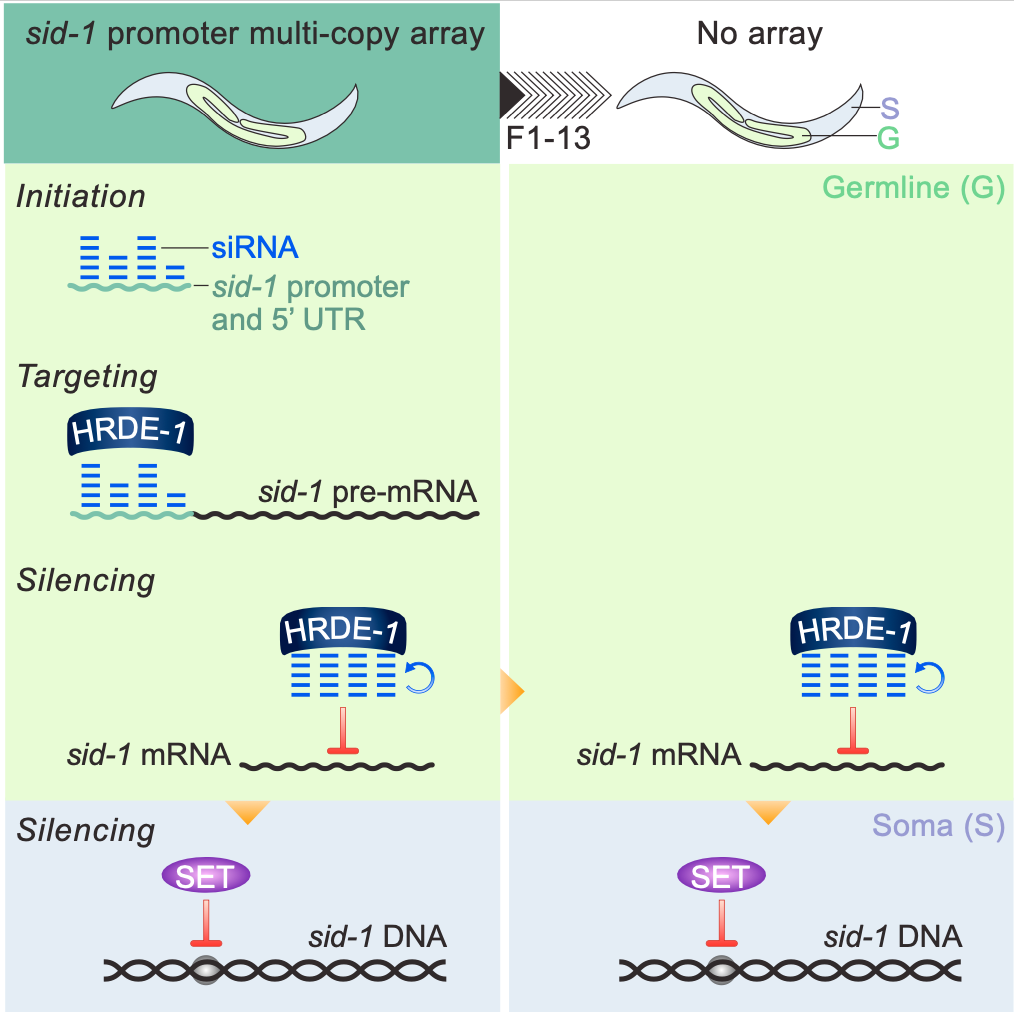 sid-1 promoter multi-copy array
No array
F1-13
S
G
Germline (G)
Initiation
siRNA
sid-1 promoter
and 5’ UTR
Targeting
HRDE-1
sid-1 pre-mRNA
Silencing
HRDE-1
sid-1 mRNA
HRDE-1
sid-1 mRNA
Silencing
Soma (S)
SET
sid-1 DNA
SET
sid-1 DNA